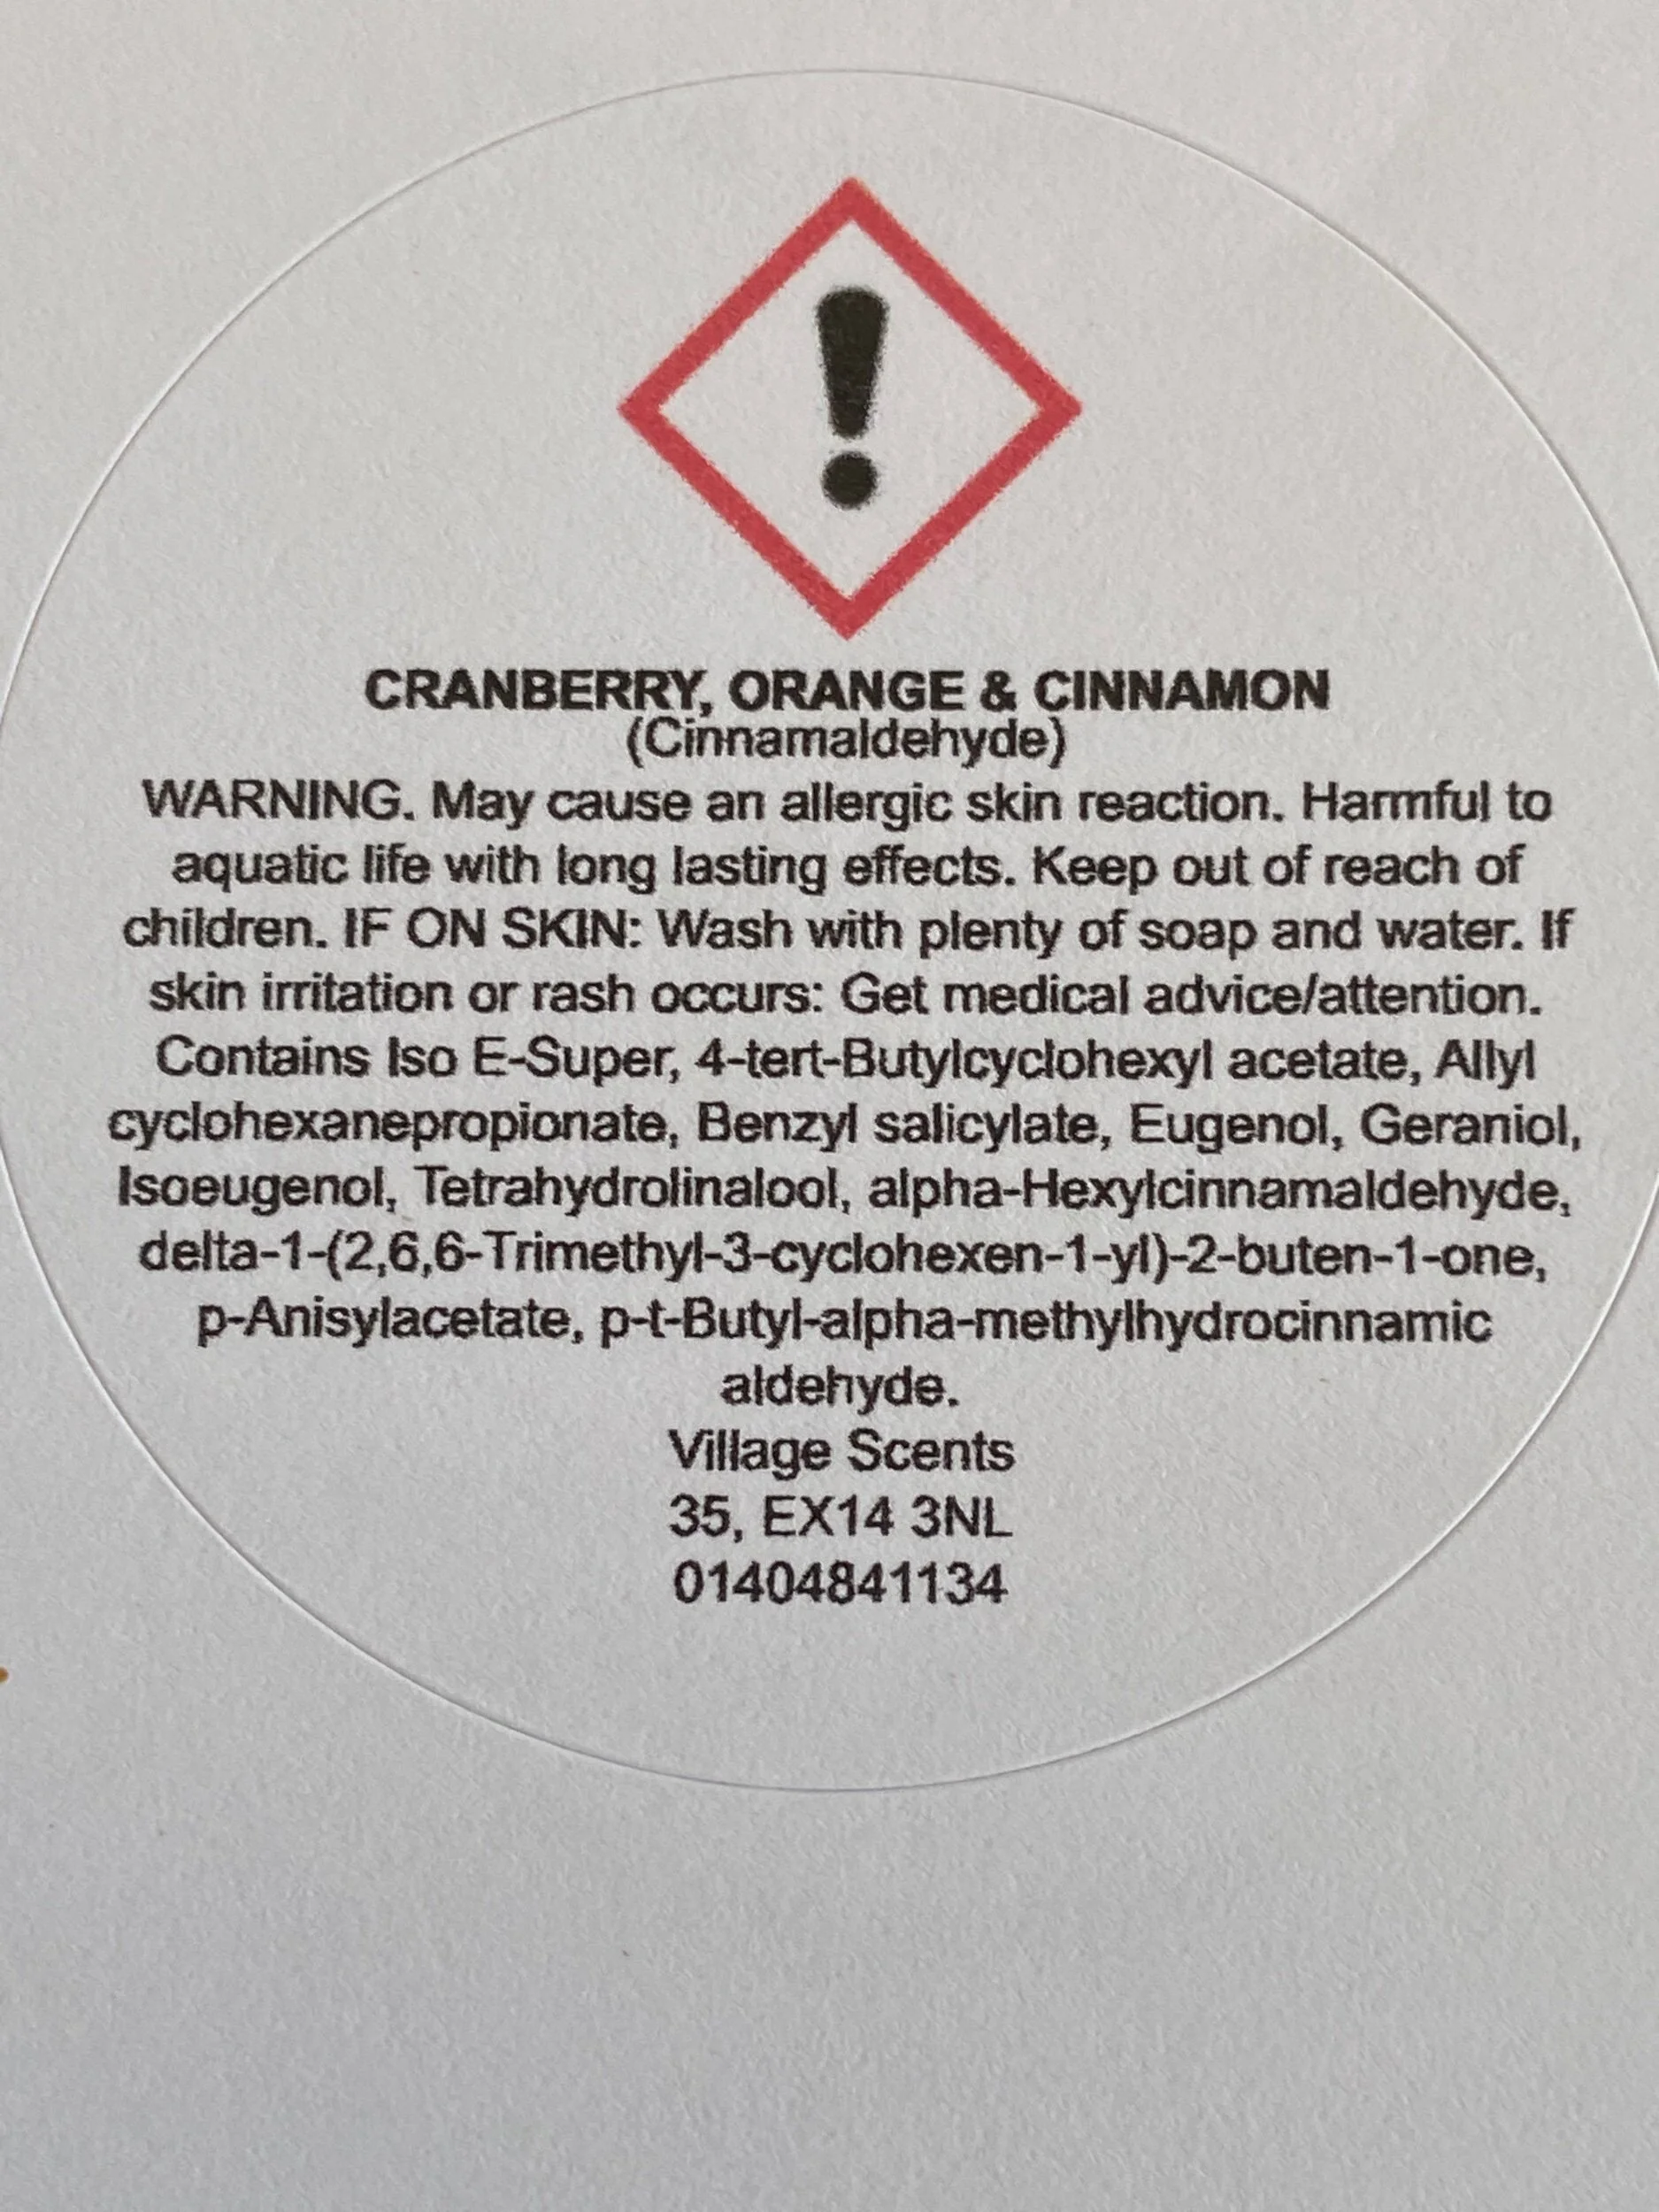 CRANBERRY, ORANGE & CINNAMON
(Cinnamaldehyde)
WARNING. May cause an allergic skin reaction. Harmful to
aquatic life with long lasting effects. Keep out of reach of
children. IF ON SKIN: Wash with plenty of soap and water. If
skin irritation or rash occurs: Get medical advice/attention.
Contains Iso E-Super, 4-tert-Butylcyclohexyl acetate, Allyl
cyclohexanepropionate, Benzyl salicylate, Eugenol, Geraniol,
Isoeugenol, Tetrahydrolinalool, alpha-Hexylcinnamaldehyde,
delta-1-(2,6,6-Trimethyl-3-cyclohexen-1-yl)-2-buten-1-one,
p-Anisylacetate, p-t-Butyl-alpha-methylhydrocinnamic
aldehyde.
Village Scents
35, EX14 3NL
01404841134